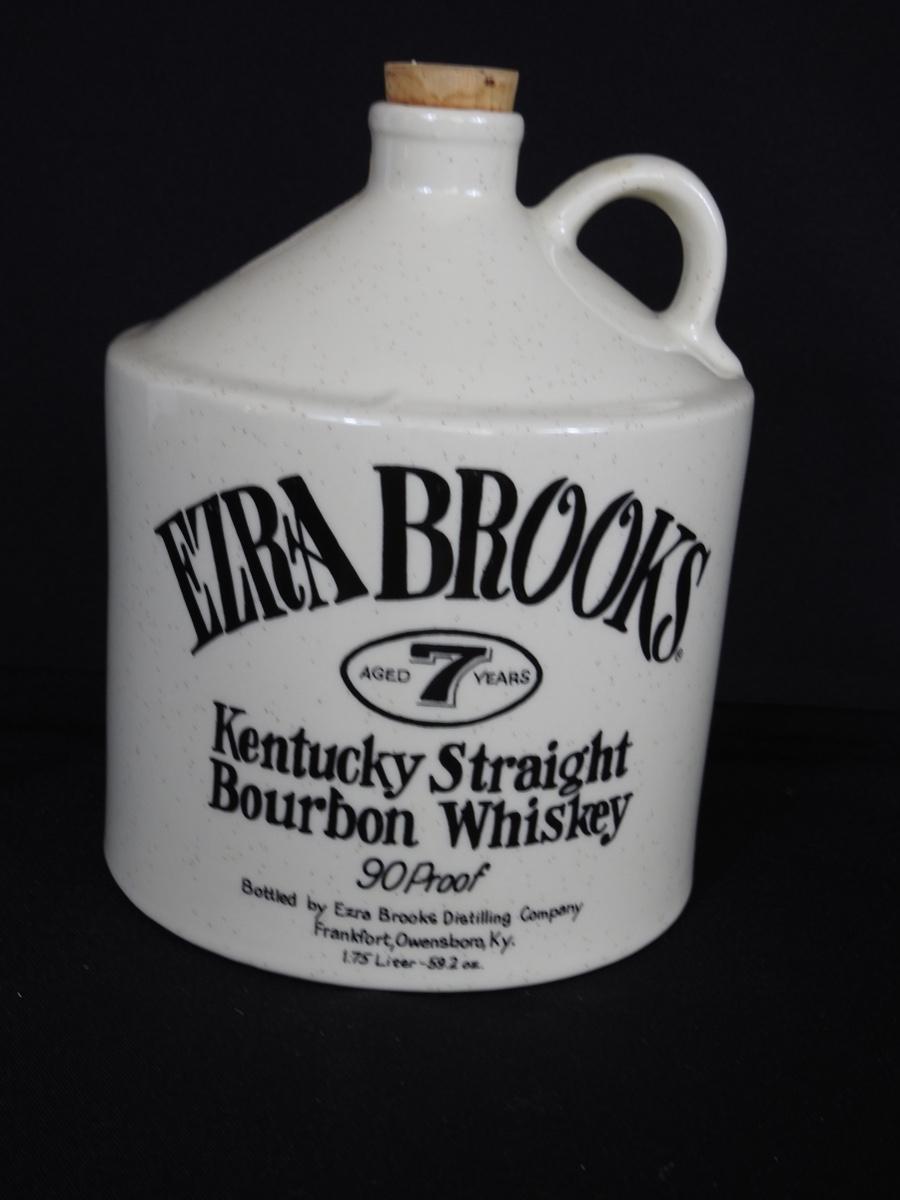 EZRA BROOKS®
AGED 7 YEARS
Kentucky Straight
Bourbon Whiskey
90 Proof
Bottled by Ezra Brooks Distilling Company
Frankfort, Owensboro, Ky.
1.75 Liter-59.2 oz.